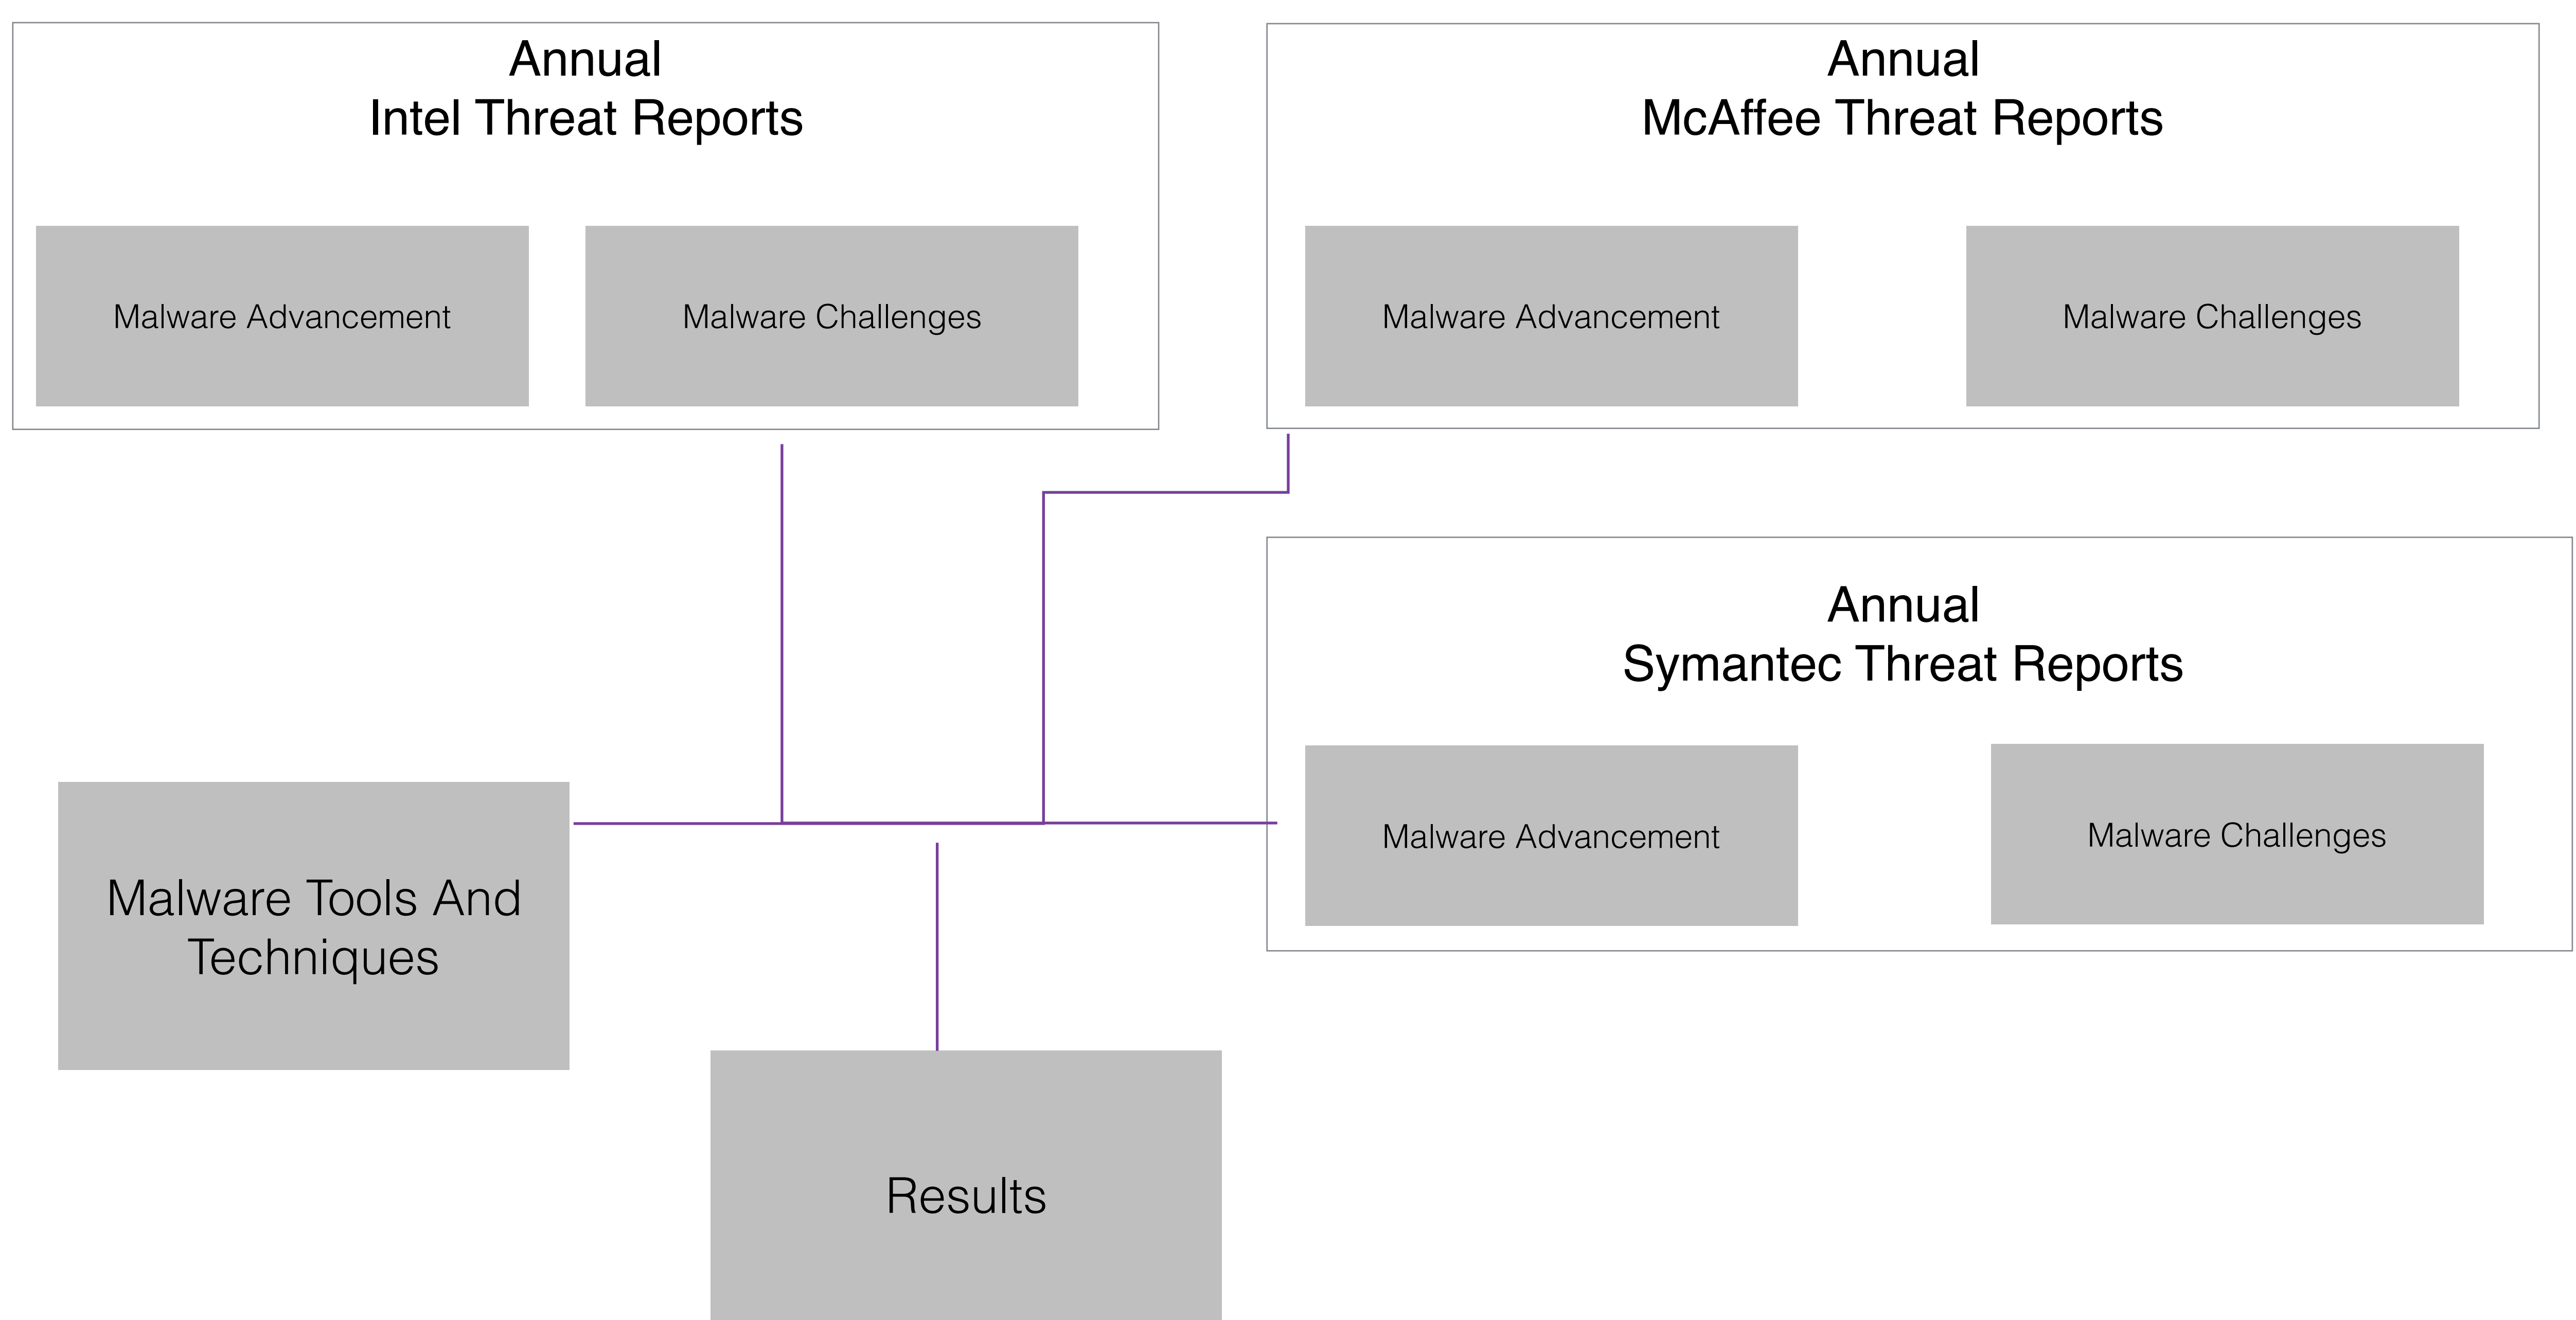 Annual
Intel Threat Reports
Malware Advancement
Malware Challenges
Annual
McAffee Threat Reports
Malware Advancement
Malware Challenges
Annual
Symantec Threat Reports
Malware Advancement
Malware Challenges
Malware Tools And
Techniques
Results